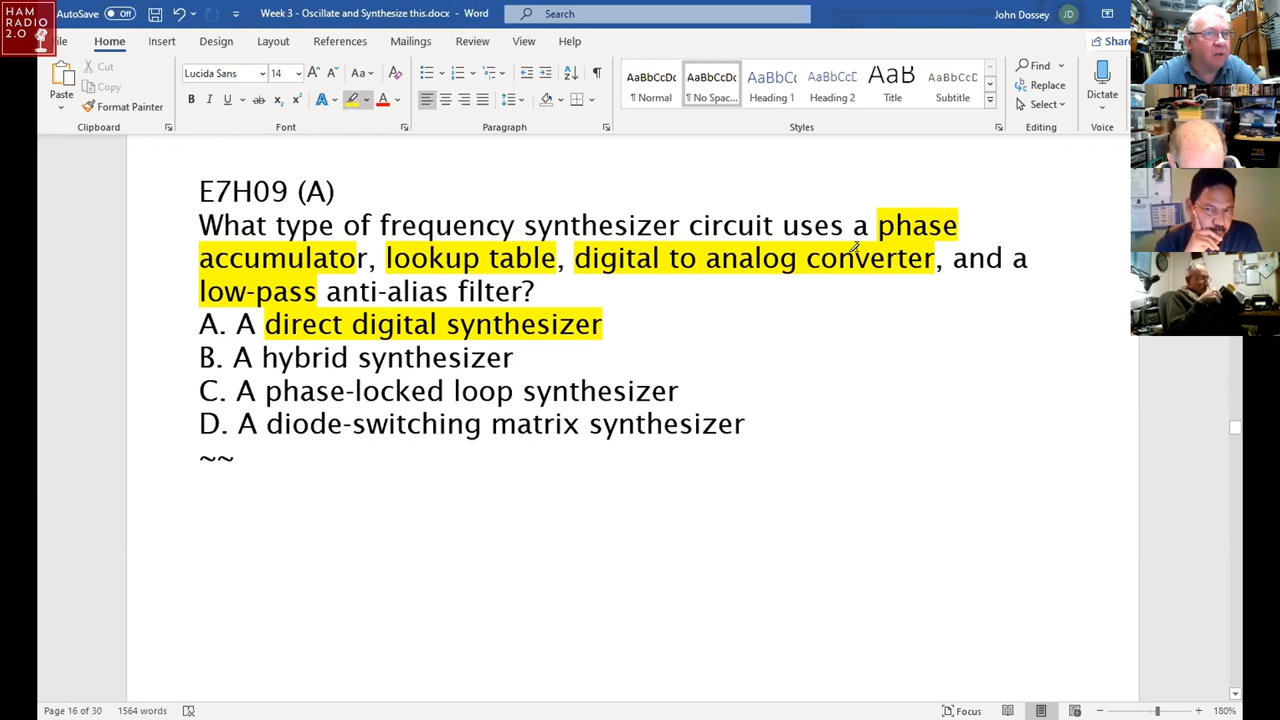 HAM
RADIO
2.0
AutoSave Off Week 3 - Oscillate and Synthesize this.docx - Word Search John Dossey JD
ile Home Insert Design Layout References Mailings Review View Help Share
Paste Cut Copy Format Painter
Clipboard
Lucida Sans 14
Font
Paragraph
AaBbCcDc AaBbCcDc AaBbCcD AaBbCcD AaB AaBbCcD
¶ Normal ¶ No Spac... Heading 1 Heading 2 Title Subtitle
Styles
Find
Replace
Select
Editing
Dictate
Voice
E7H09 (A)
What type of frequency synthesizer circuit uses a phase
accumulator, lookup table, digital to analog converter, and a
low-pass anti-alias filter?
A. A direct digital synthesizer
B. A hybrid synthesizer
C. A phase-locked loop synthesizer
D. A diode-switching matrix synthesizer
~~
Page 16 of 30 1564 words Focus 180%